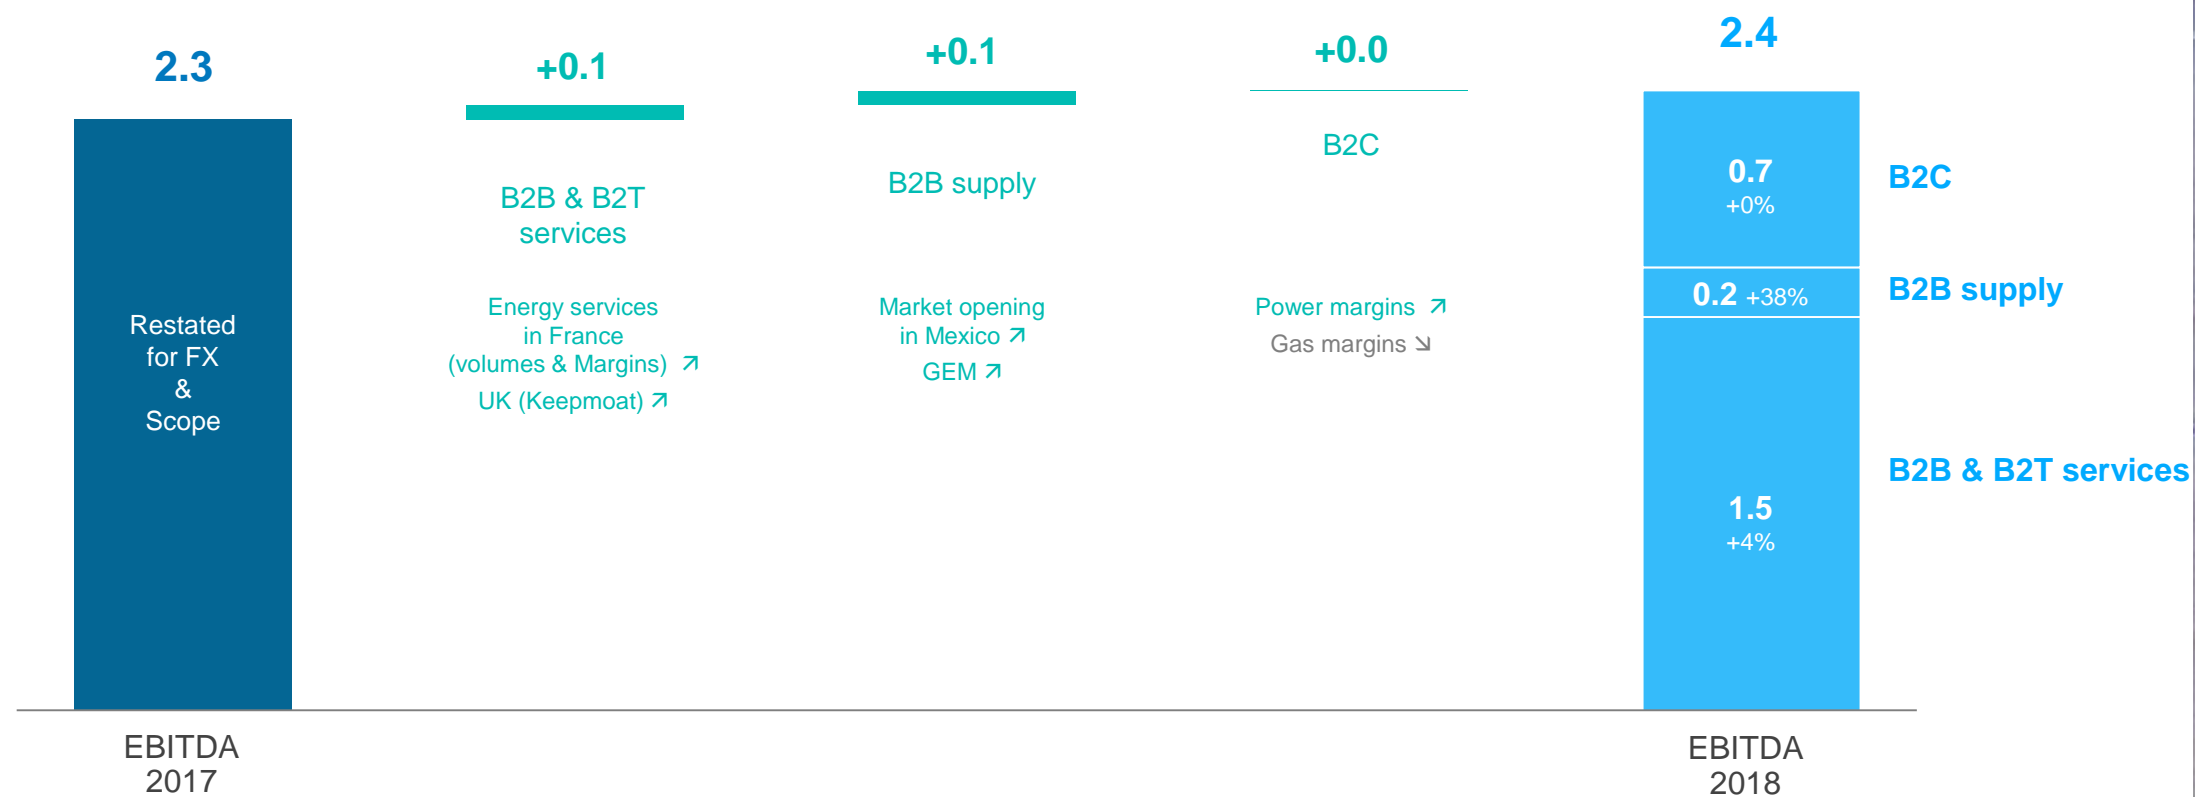 2.3
Restated
for FX
&
Scope
EBITDA
2017
+0.1
B2B & B2T
services
Energy services
in France
(volumes & Margins) ↗
UK (Keepmoat) ↗
+0.1
B2B supply
Market opening
in Mexico ↗
GEM ↗
+0.0
B2C
Power margins ↗
Gas margins ↘
2.4
0.7
+0%
B2C
0.2 +38%
B2B supply
1.5
+4%
B2B & B2T services
EBITDA
2018